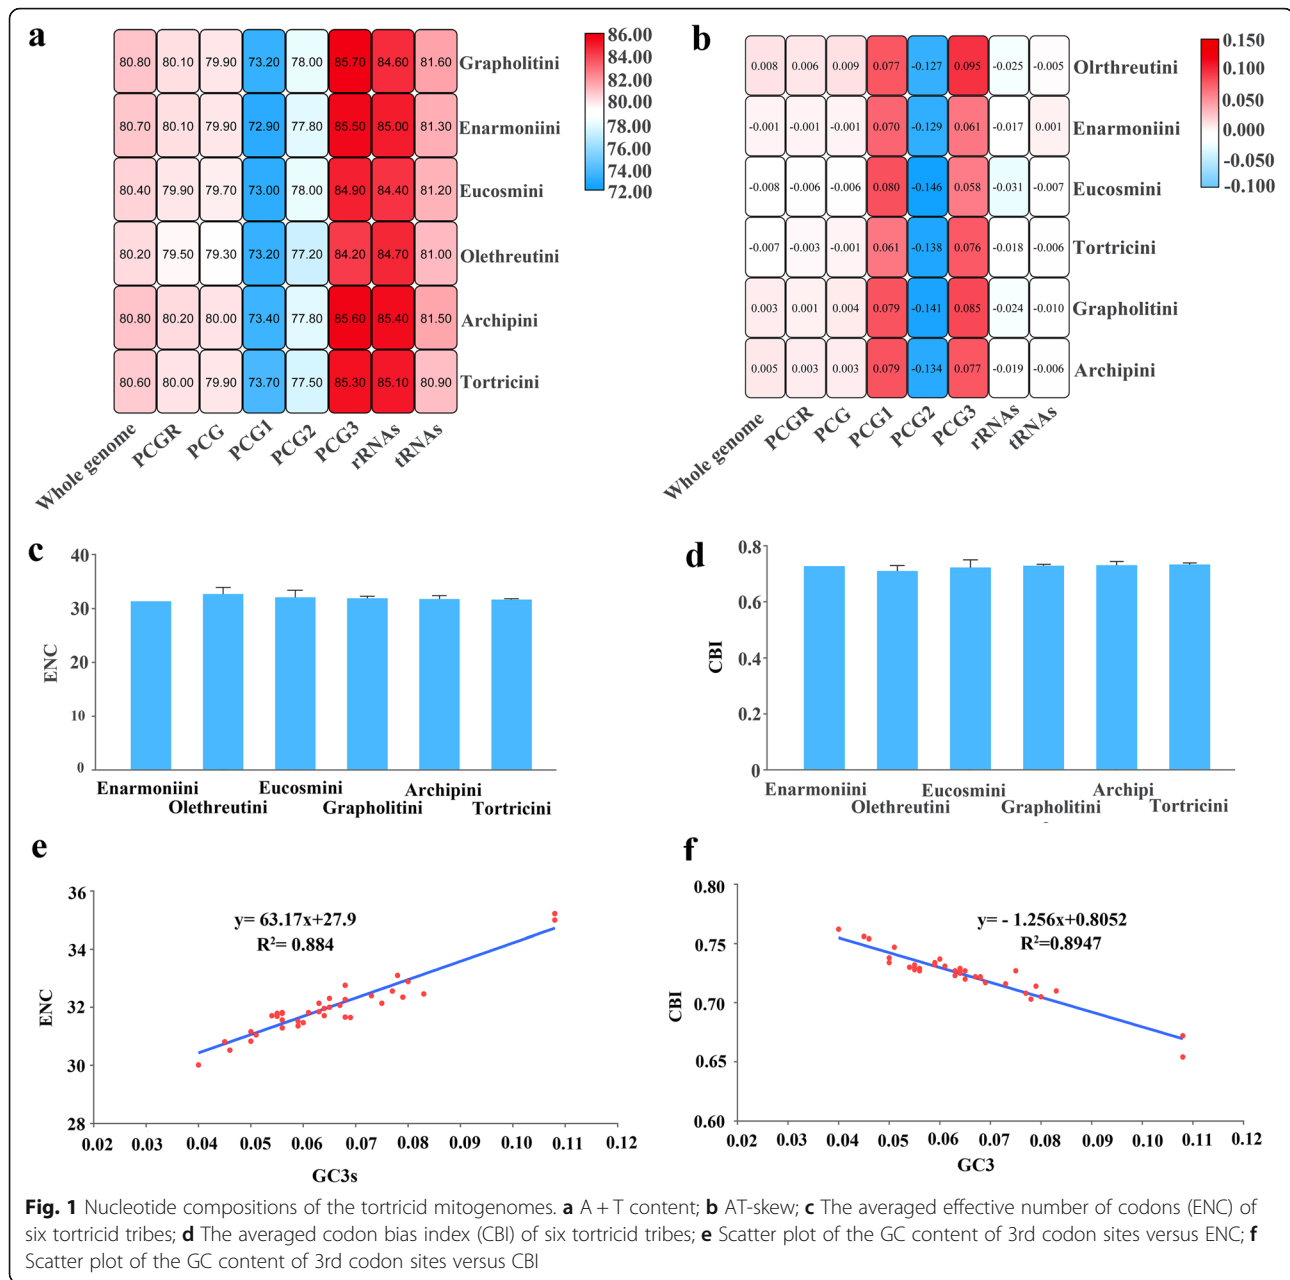 a
80.80 80.10 79.90 73.20 78.00 85.70 84.60 81.60 Grapholitini
80.70 80.10 79.90 72.90 77.80 85.50 85.00 81.30 Enarmoniini
80.40 79.90 79.70 73.00 78.00 84.90 84.40 81.20 Eucosmini
80.20 79.50 79.30 73.20 77.20 84.20 84.70 81.00 Olethreutini
80.80 80.20 80.00 73.40 77.80 85.60 85.40 81.50 Archipini
80.60 80.00 79.90 73.70 77.50 85.30 85.10 80.90 Tortricini
Whole genome PCGR PCG PCG1 PCG2 PCG3 rRNAs tRNAs
86.00
84.00
82.00
80.00
78.00
76.00
74.00
72.00
b
0.008 0.006 0.009 0.077 -0.127 0.095 -0.025 -0.005 Olrthreutini
-0.001 -0.001 -0.001 0.070 -0.129 0.061 -0.017 0.001 Enarmoniini
-0.008 -0.006 -0.006 0.080 -0.146 0.058 -0.031 -0.007 Eucosmini
-0.007 -0.003 -0.001 0.061 -0.138 0.076 -0.018 -0.006 Tortricini
0.003 0.001 0.004 0.079 -0.141 0.085 -0.024 -0.010 Grapholitini
0.005 0.003 0.003 0.079 -0.134 0.077 -0.019 -0.006 Archipini
Whole genome PCGR PCG PCG1 PCG2 PCG3 rRNAs tRNAs
0.150
0.100
0.050
0.000
-0.050
-0.100
c
40
30
20
10
0
ENC
Enarmoniini Eucosmini Archipini
Olethreutini Grapholitini Tortricini
d
0.8
0.6
0.4
0.2
0
CBI
Enarmoniini Eucosmini Archipi
Olethreutini Grapholitini Tortricini
e
36
34
32
30
28
ENC
y= 63.17x+27.9
R²= 0.884
0.02 0.03 0.04 0.05 0.06 0.07 0.08 0.09 0.10 0.11 0.12
GC3s
f
0.80
0.75
0.70
0.65
0.60
CBI
y= - 1.256x+0.8052
R²=0.8947
0.02 0.03 0.04 0.05 0.06 0.07 0.08 0.09 0.10 0.11 0.12
GC3
Fig. 1 Nucleotide compositions of the tortricid mitogenomes. a A + T content; b AT-skew; c The averaged effective number of codons (ENC) of
six tortricid tribes; d The averaged codon bias index (CBI) of six tortricid tribes; e Scatter plot of the GC content of 3rd codon sites versus ENC; f
Scatter plot of the GC content of 3rd codon sites versus CBI